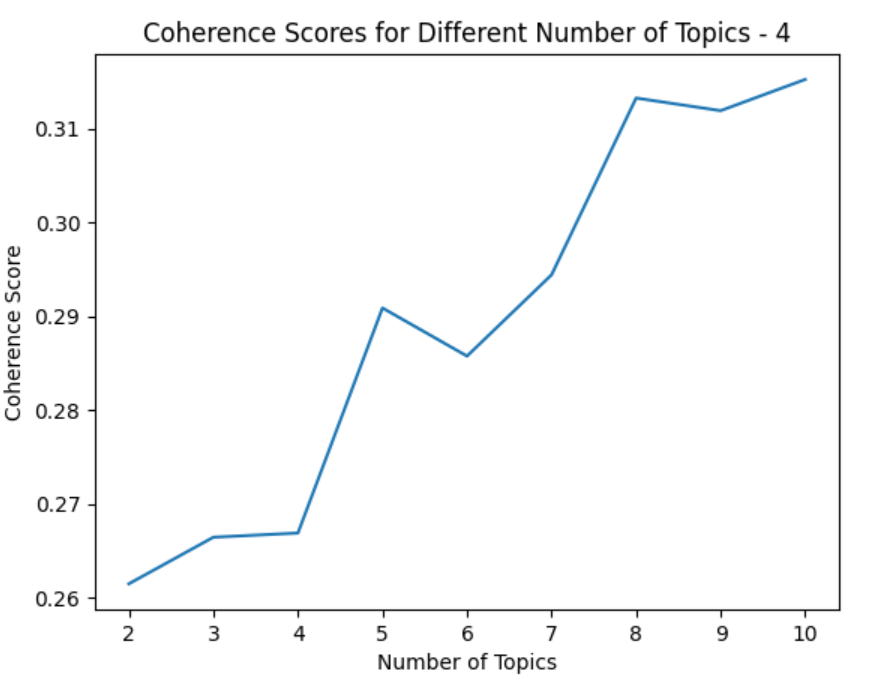 Coherence Scores for Different Number of Topics - 4
Coherence Score
0.31
0.30
0.29
0.28
0.27
0.26
2 3 4 5 6 7 8 9 10
Number of Topics